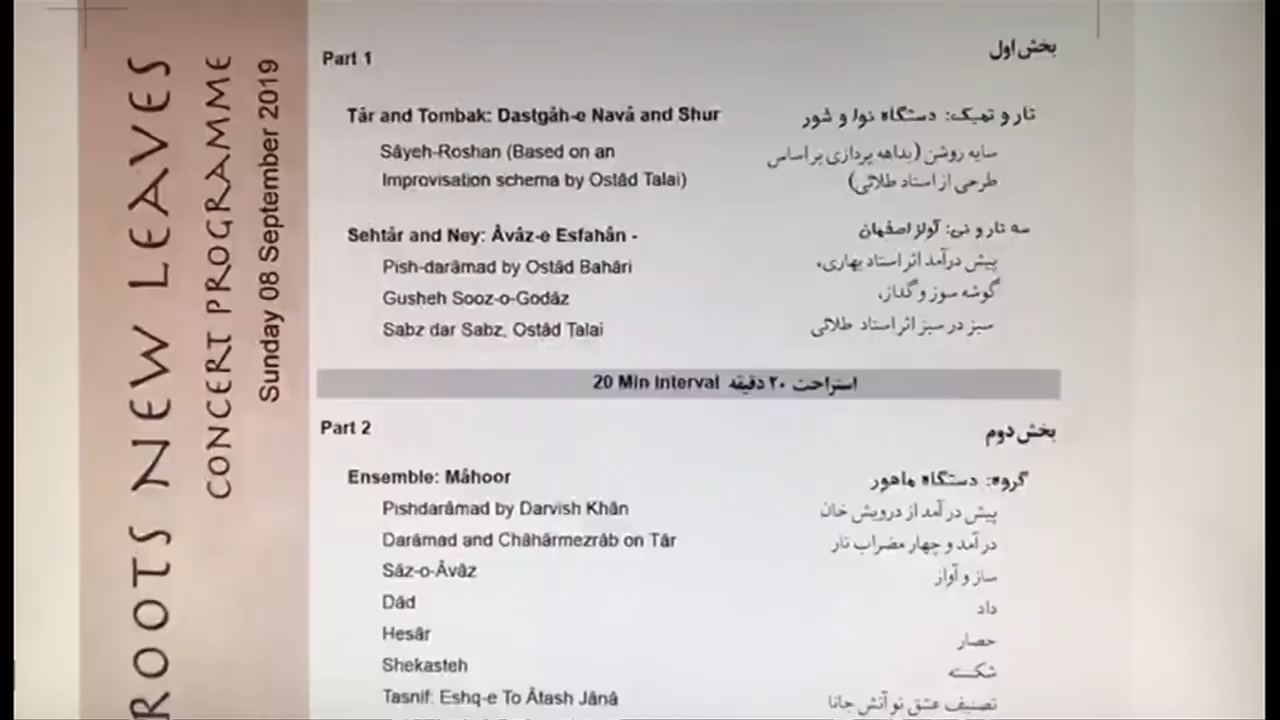 ROOTS NEW LEAVES
CONCERT PROGRAMME
Sunday 08 September 2019
Part 1
بخش اول
Târ and Tombak: Dastgâh-e Navâ and Shur
تار و تمبک: دستگاه نوا و شور
Sâyeh-Roshan (Based on an
سایه روشن (بداهه پردازی بر اساس
Improvisation schema by Ostâd Talai)
طرحی از استاد طلائی)
Sehtâr and Ney: Âvâz-e Esfahân -
سه تار و نی: آواز اصفهان
Pish-darâmad by Ostâd Bahâri
پیش درآمد اثر استاد بهاری،
Gusheh Sooz-o-Godâz
گوشه سوز و گداز،
Sabz dar Sabz, Ostâd Talai
سبز در سبز اثر استاد طلائی
20 Min Interval استراحت ۲۰ دقیقه
Part 2
بخش دوم
Ensemble: Mâhoor
گروه: دستگاه ماهور
Pishdarâmad by Darvish Khân
پیش در آمد از درویش خان
Darâmad and Châhârmezrâb on Târ
در آمد و چهار مضراب تار
Sâz-o-Âvâz
ساز و آواز
Dâd
داد
Hesâr
حصار
Shekasteh
شکسته
Tasnif: Eshq-e To Âtash Jânâ
تصنیف عشق تو آتش جانا